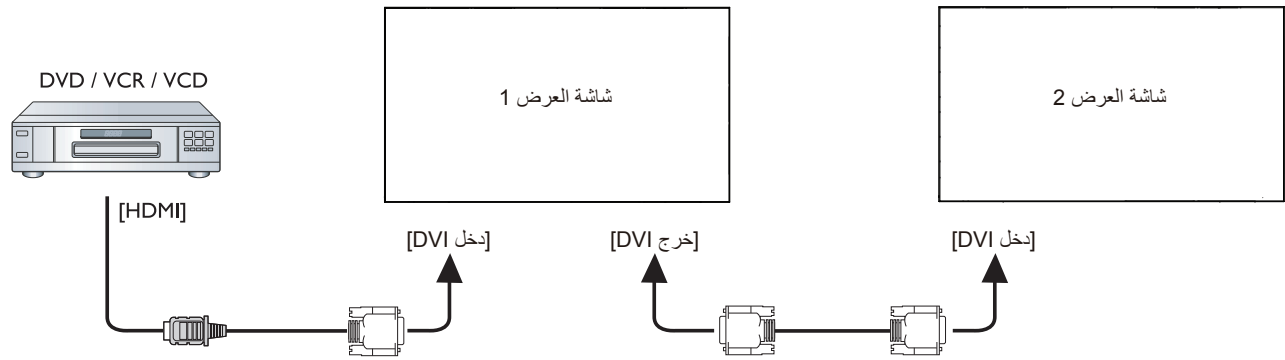 DVD / VCR / VCD
شاشة العرض 1
شاشة العرض 2
[HDMI]
[دخل DVI]
[خرج DVI]
[دخل DVI]